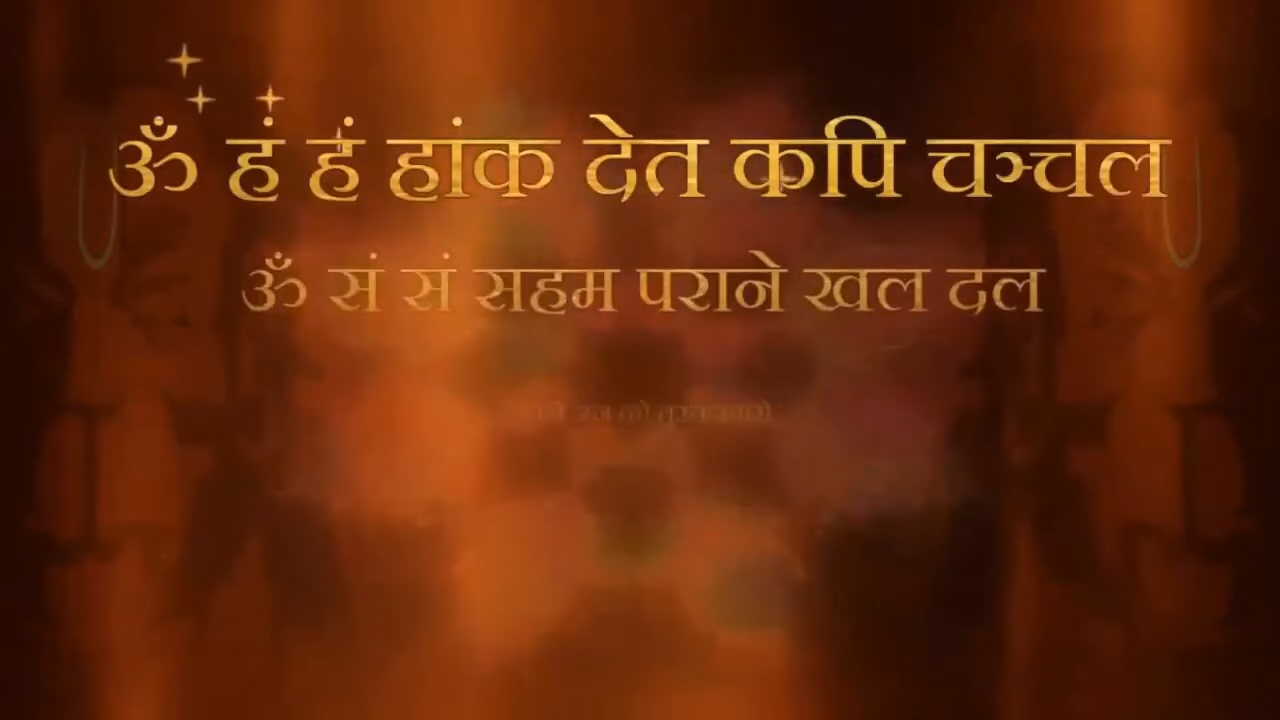 ॐ हं हं हांक देत कपि चञ्चल
ॐ सं सं सहम पराने खल दल